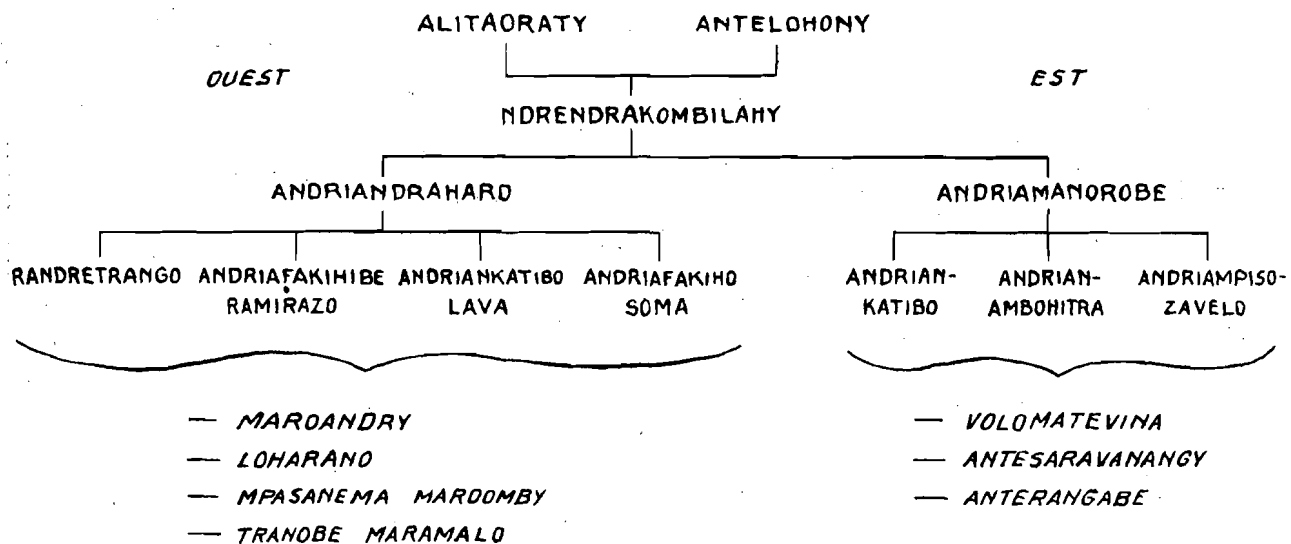 ALITAORATY ANTELOHONY
OUEST EST
NDRENDRAKOMBILAHY
ANDRIANDRAHARO ANDRIAMANOROBE
RANDRETRANGO ANDRIAFAKIHIBE ANDRIANKATIBO ANDRIAFAKIHO ANDRIAN- ANDRIAN- ANDRIAMPISO-
RAMIRAZO LAVA SOMA KATIBO AMBOHITRA ZAVELO
— MAROANDRY — VOLOMATEVINA
— LOHARANO — ANTESARAVANANGY
— MPASANEMA MAROOMBY — ANTERANGABE
— TRANOBE MARAMALO